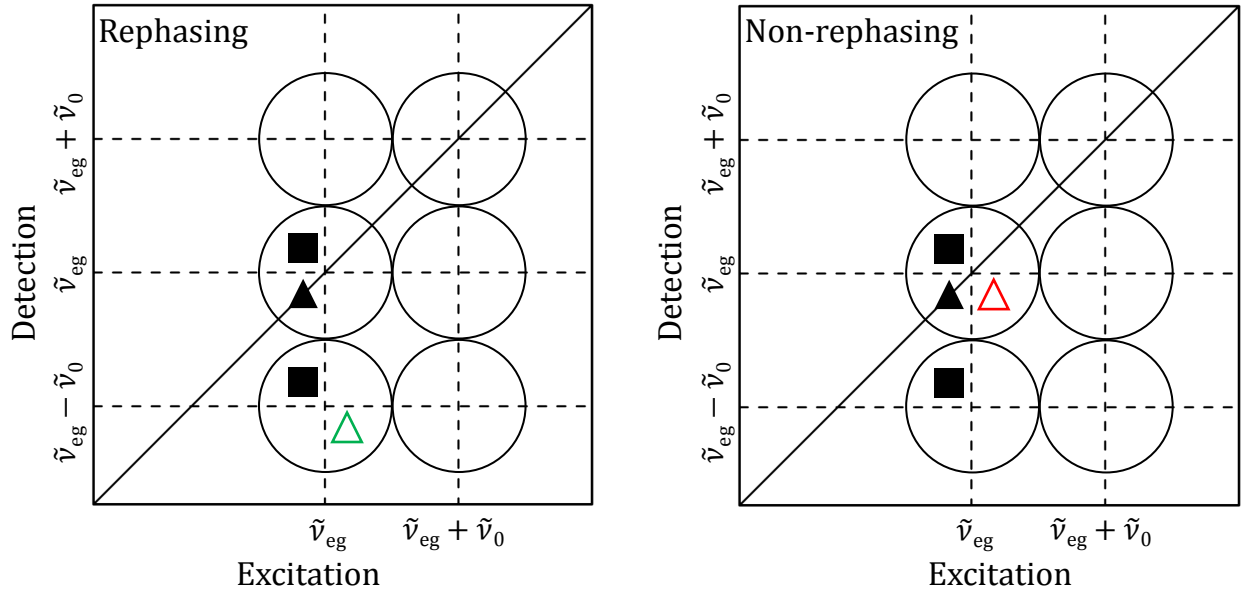 Rephasing
Detection
ν̃eg + ν̃0
ν̃eg
ν̃eg − ν̃0
ν̃eg
ν̃eg + ν̃0
Excitation
Non-rephasing
Detection
ν̃eg + ν̃0
ν̃eg
ν̃eg − ν̃0
ν̃eg
ν̃eg + ν̃0
Excitation